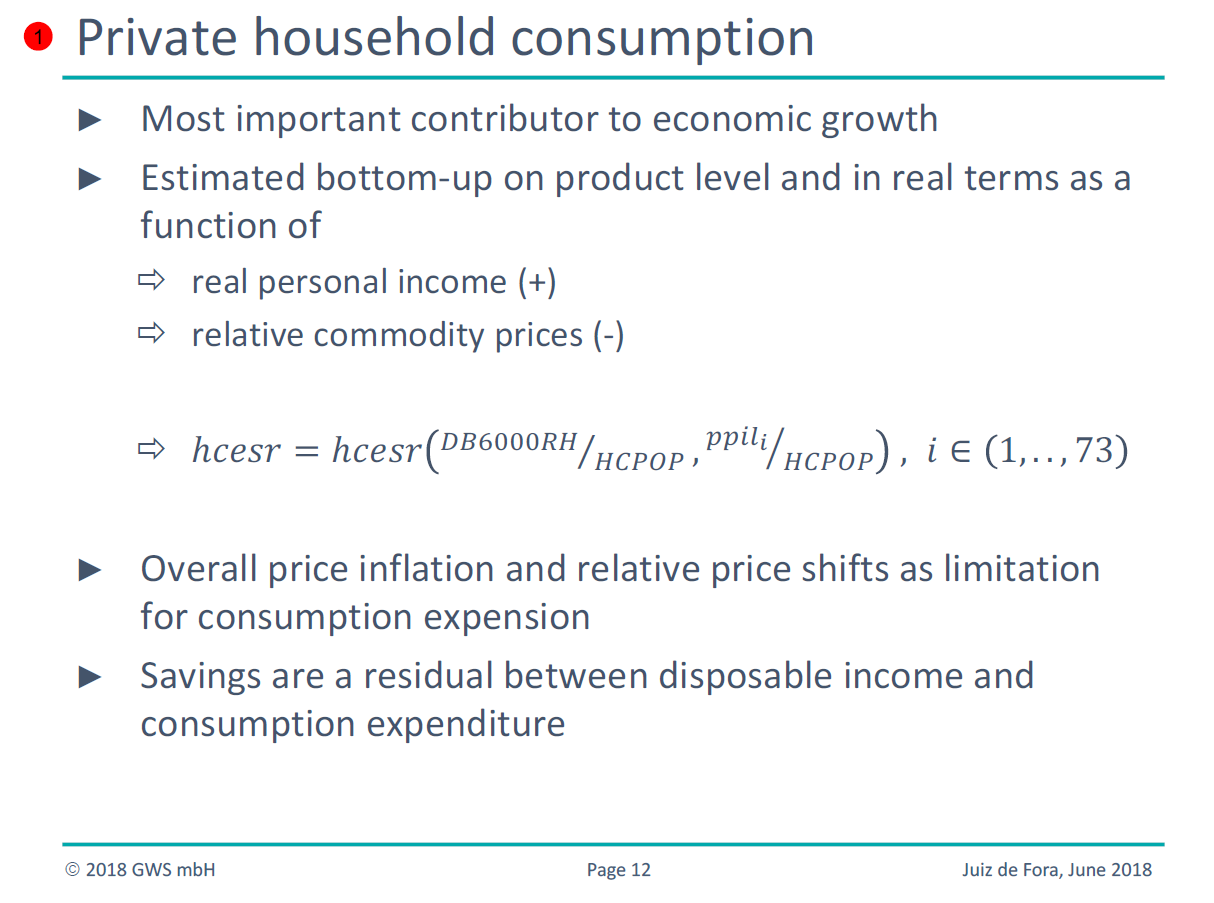 1 Private household consumption
► Most important contributor to economic growth
► Estimated bottom-up on product level and in real terms as a
function of
⇨ real personal income (+)
⇨ relative commodity prices (-)
⇨ hcesr = hcesr(DB6000RH/HCPOP, ppil_i/HCPOP), i ∈ (1,..,73)
► Overall price inflation and relative price shifts as limitation
for consumption expension
► Savings are a residual between disposable income and
consumption expenditure
© 2018 GWS mbH Page 12 Juiz de Fora, June 2018